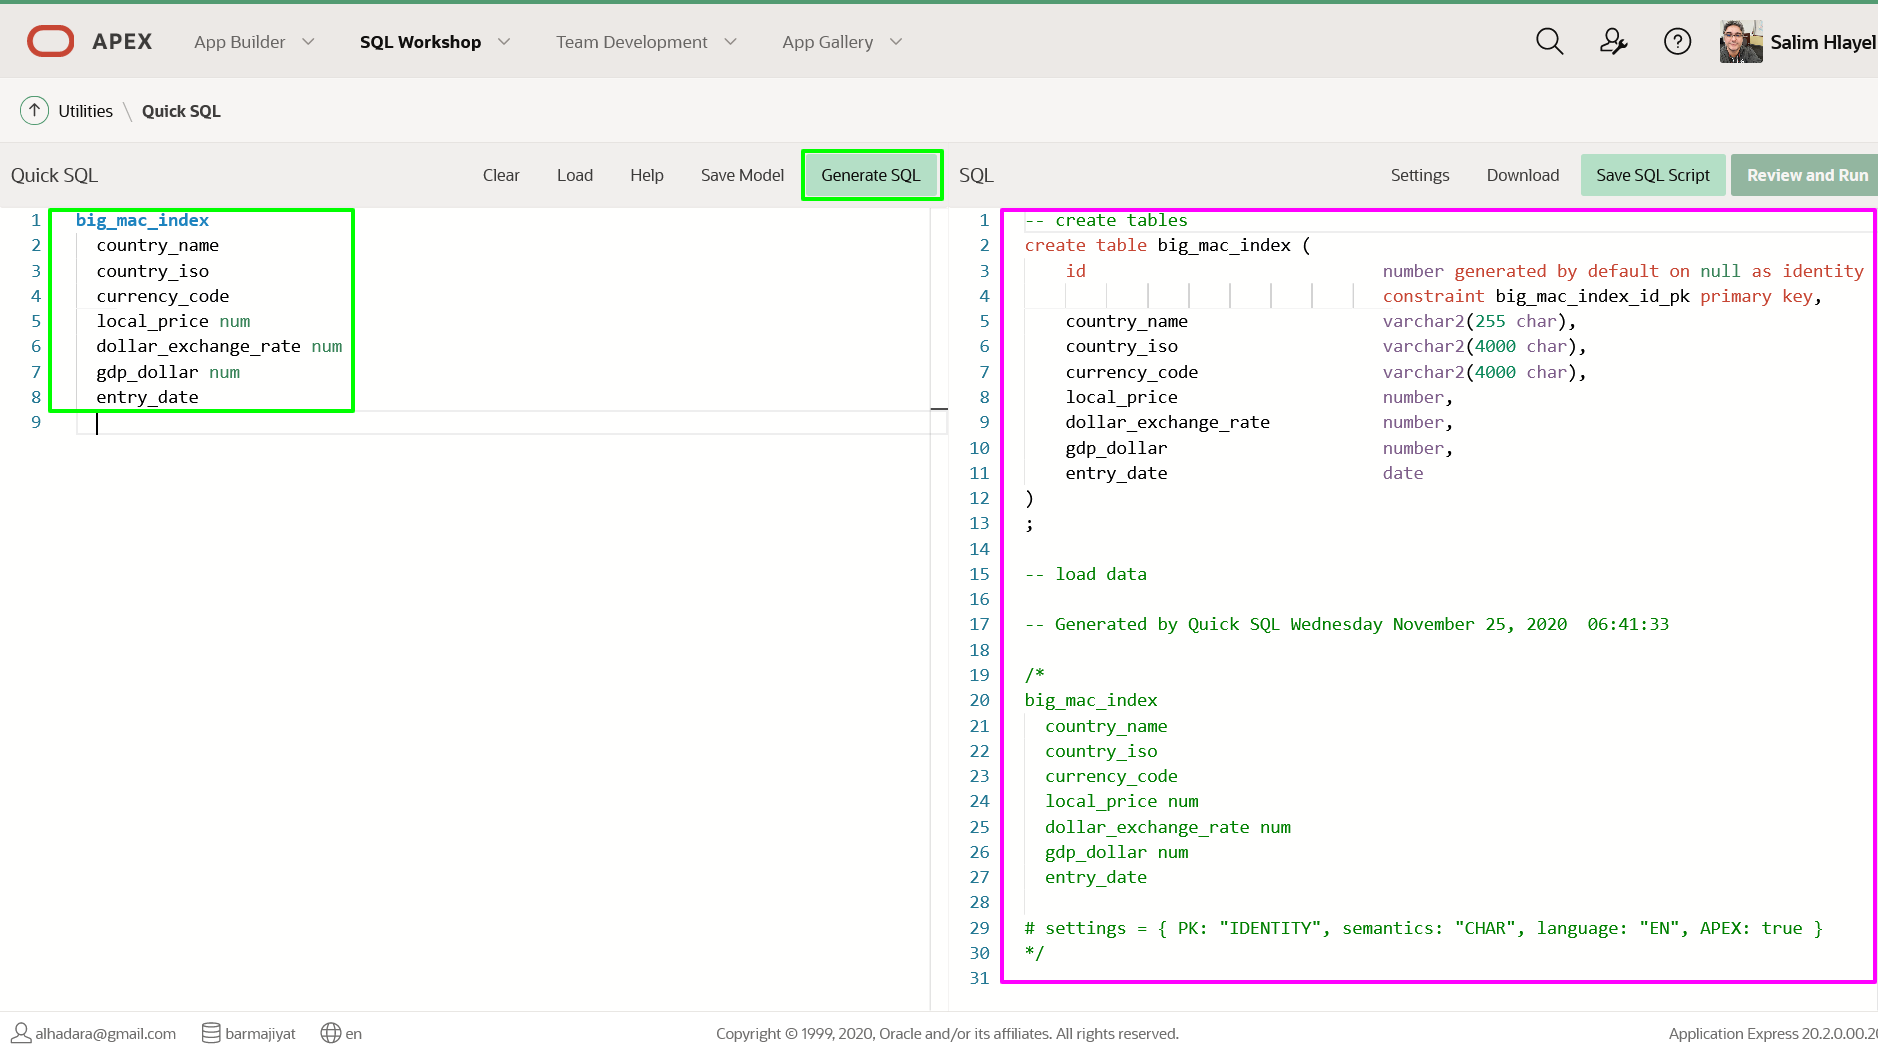 APEX App Builder SQL Workshop Team Development App Gallery Salim Hlayel
Utilities \ Quick SQL
Quick SQL Clear Load Help Save Model Generate SQL SQL Settings Download Save SQL Script Review and Run
1 big_mac_index
2 country_name
3 country_iso
4 currency_code
5 local_price num
6 dollar_exchange_rate num
7 gdp_dollar num
8 entry_date
9
1 -- create tables
2 create table big_mac_index (
3 id number generated by default on null as identity
4 constraint big_mac_index_id_pk primary key,
5 country_name varchar2(255 char),
6 country_iso varchar2(4000 char),
7 currency_code varchar2(4000 char),
8 local_price number,
9 dollar_exchange_rate number,
10 gdp_dollar number,
11 entry_date date
12 )
13 ;
14
15 -- load data
16
17 -- Generated by Quick SQL Wednesday November 25, 2020  06:41:33
18
19 /*
20 big_mac_index
21 country_name
22 country_iso
23 currency_code
24 local_price num
25 dollar_exchange_rate num
26 gdp_dollar num
27 entry_date
28
29 # settings = { PK: "IDENTITY", semantics: "CHAR", language: "EN", APEX: true }
30 */
31
alhadara@gmail.com barmajiyat en Copyright © 1999, 2020, Oracle and/or its affiliates. All rights reserved. Application Express 20.2.0.00.20